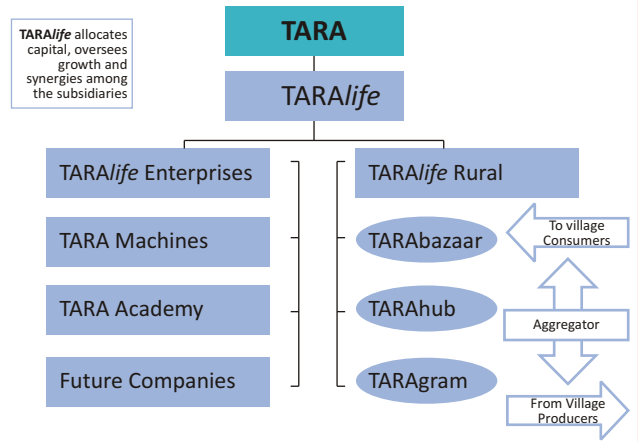 TARAlife allocates
capital, oversees
growth and
synergies among
the subsidiaries
TARA
TARAlife
TARAlife Enterprises
TARA Machines
TARA Academy
Future Companies
TARAlife Rural
TARAbazaar
TARAhub
TARAgram
To village
Consumers
Aggregator
From Village
Producers